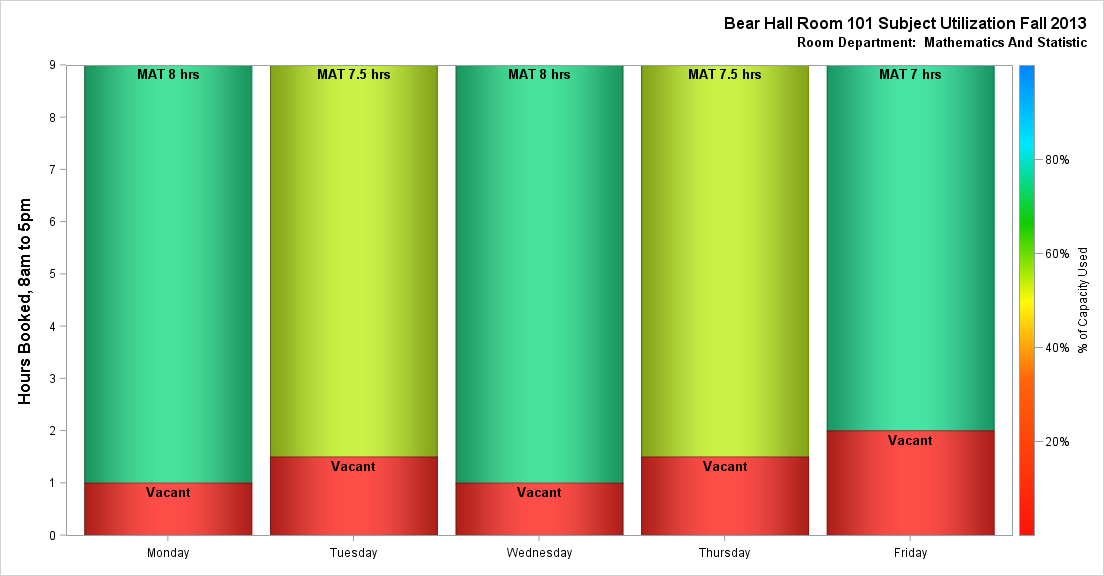 Bear Hall Room 101 Subject Utilization Fall 2013
Room Department:  Mathematics And Statistic
Hours Booked, 8am to 5pm
9
8
7
6
5
4
3
2
1
0
MAT 8 hrs
MAT 7.5 hrs
MAT 8 hrs
MAT 7.5 hrs
MAT 7 hrs
Vacant
Vacant
Vacant
Vacant
Vacant
Monday
Tuesday
Wednesday
Thursday
Friday
80%
60%
40%
20%
% of Capacity Used